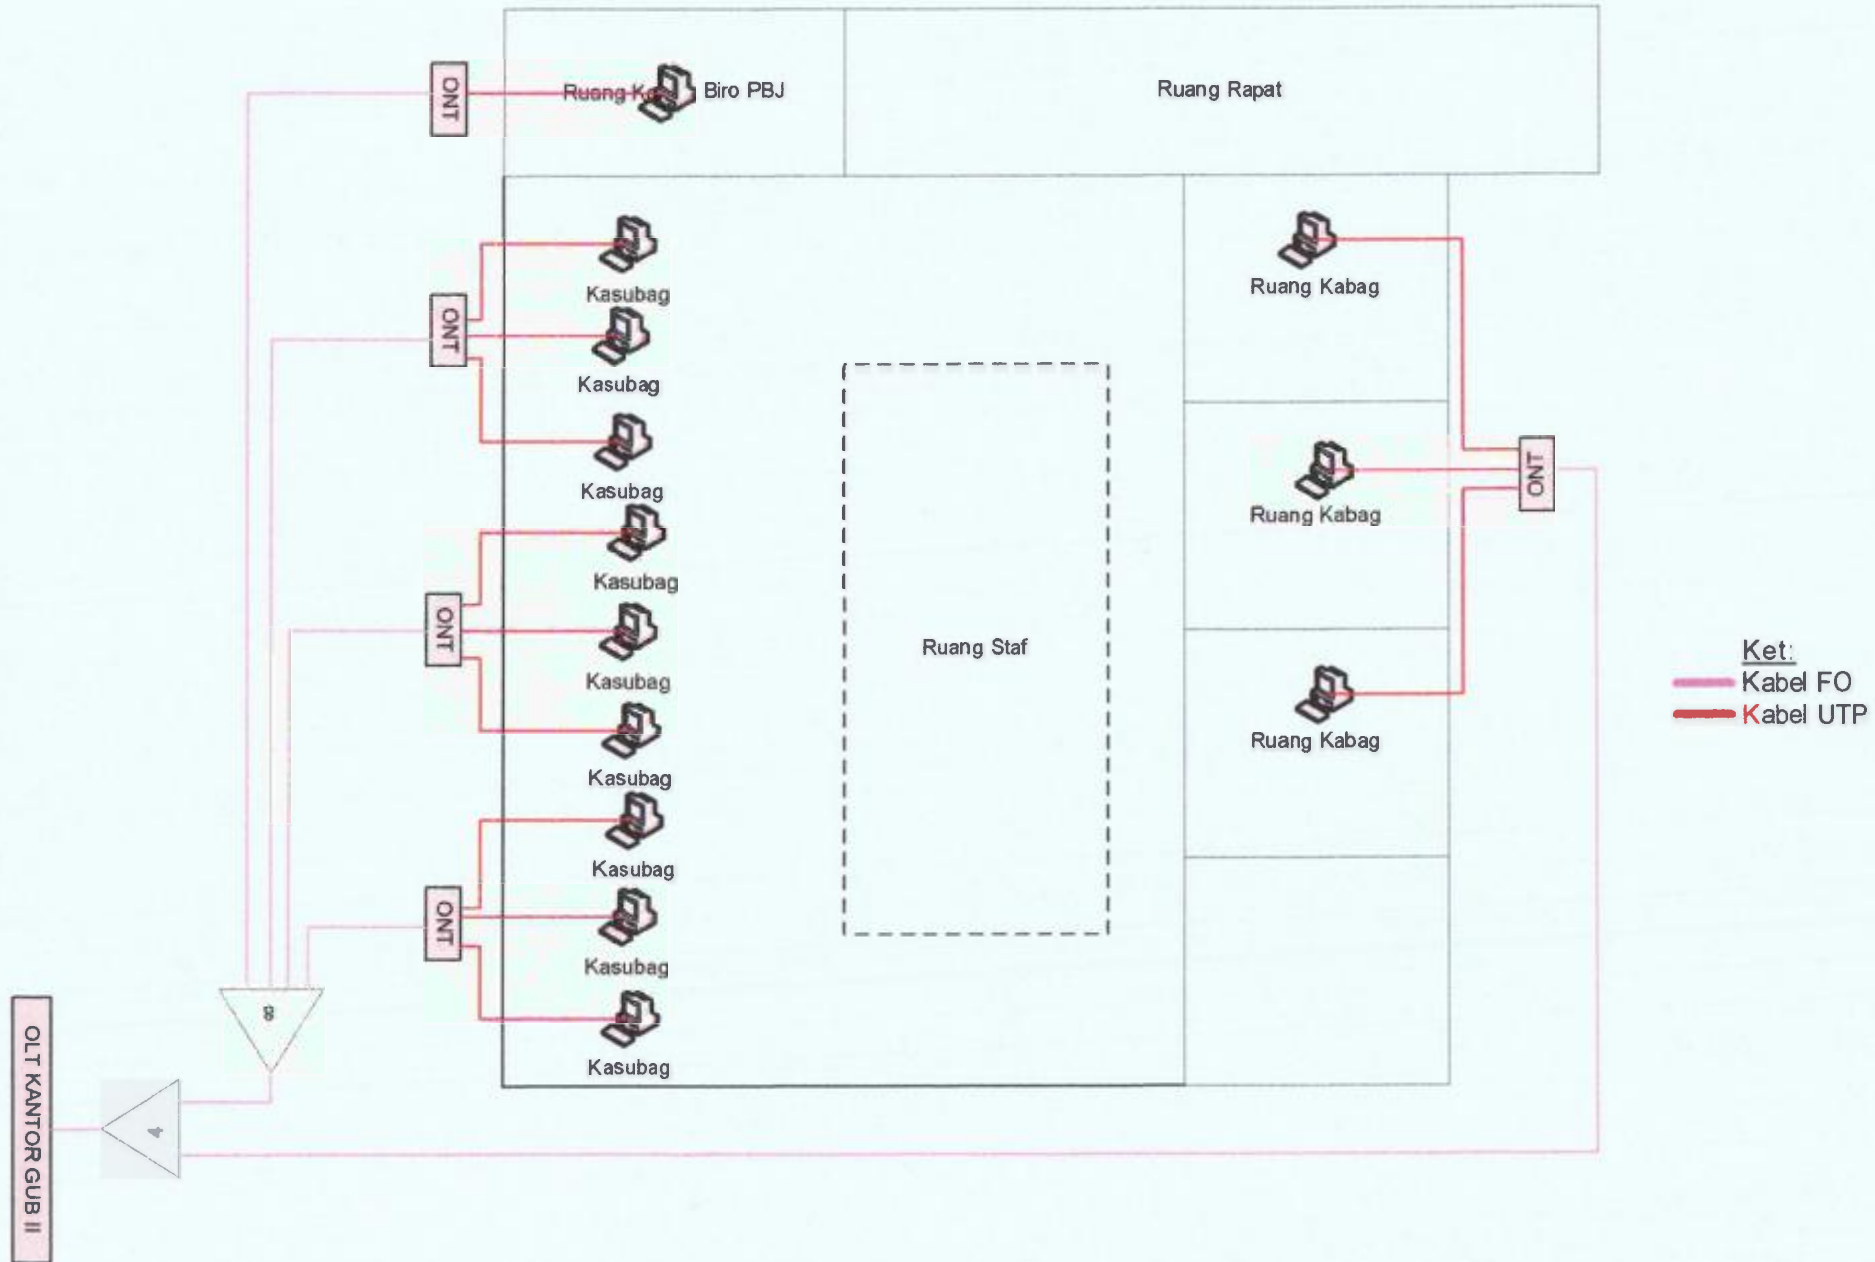 ONT
Biro PBJ
Ruang Rapat
Ruang
Kasubag
ONT
Kasubag
Kasubag
Kasubag
ONT
Kasubag
Kasubag
Kasubag
ONT
Kasubag
Kasubag
Ruang Staf
Ruang Kabag
Ruang Kabag
ONT
Ruang Kabag
Ket:
Kabel FO
Kabel UTP
8
4
OLT KANTOR GUB II